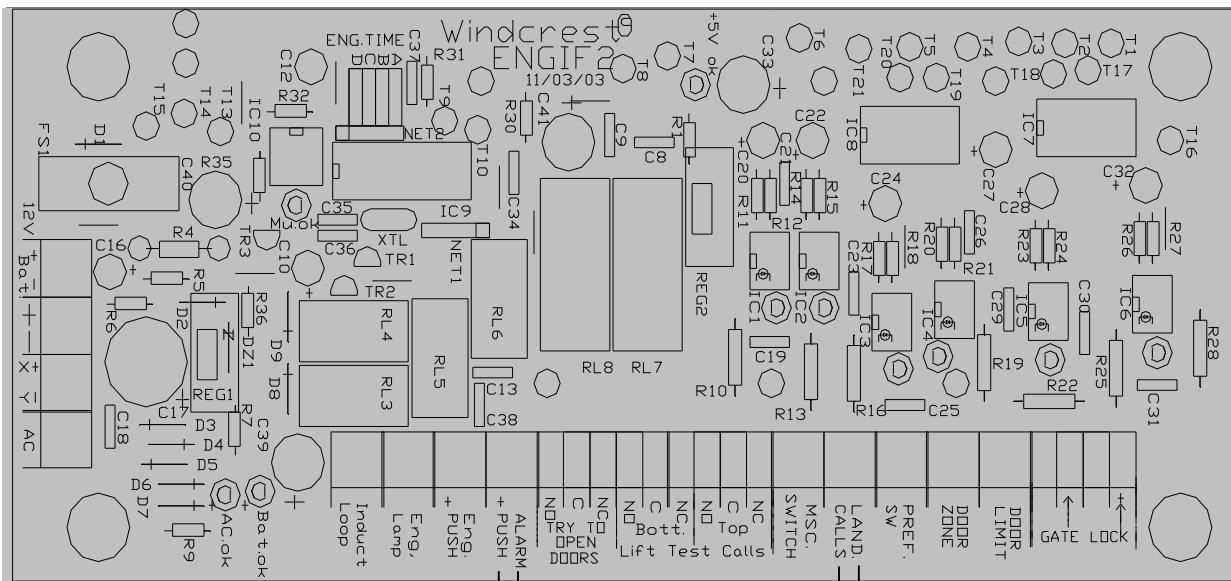 Windcrest®
ENGIF2
11/03/03
ENG.TIME
D C B A
C37
R31
C12
R32
IC10
T15
T14
T13
T9
NET2
T10
R30
C41
C9
C8
T8
T7
+5V ok
R1
C33
T6
T21
T20
T5
T19
T4
T18
T3
T2
T17
T1
T16
FS1
D1
C40
R35
Mu.ok
C35
C36
XTL
IC9
C34
C20
C21
C22
R11
R12
R14
R15
IC8
IC7
C24
C27
C28
C32
12V
Bat.
+
-
+
-
X+
Y-
AC
C16
R4
R5
R6
D2
TR3
C10
TR1
TR2
NET1
R36
DZ1
REG1
D9
D8
RL4
RL3
RL5
RL6
RL8
RL7
REG2
IC1
IC2
C23
R17
R18
R20
R21
C26
R23
R24
R26
R27
IC3
IC4
C29
IC5
C30
IC6
R28
C18
C17
R7
C39
D3
D4
D5
D6
D7
R9
AC.ok
Bat.ok
C13
C38
R10
C19
R13
R16
C25
R19
R22
R25
C31
Induct
Loop
Eng.
Lamp
Eng.
+ PUSH
ALARM
+ PUSH
NO
C
NC
TRY TO
OPEN
DOORS
NO
C
NC
Bott.
NO
C
NC
Top
Lift Test Calls
MSC.
SWITCH
LAND.
CALLS
PREF.
SW
DOOR
ZONE
DOOR
LIMIT
GATE LOCK
+